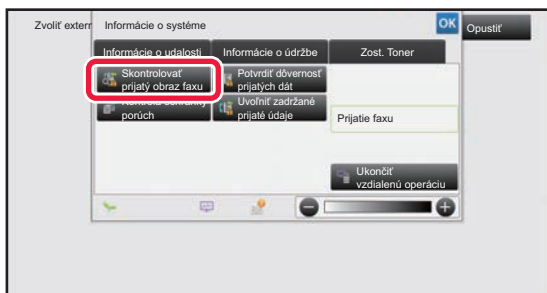 Zvoliť extern
Informácie o systéme
OK
Opustiť
Informácie o udalosti
Informácie o údržbe
Zost. Toner
Skontrolovať
prijatý obraz faxu
Potvrdiť dôvernosť
prijatých dát
porúch
Uvoľniť zadržané
prijaté údaje
Prijatie faxu
Ukončiť
vzdialenú operáciu